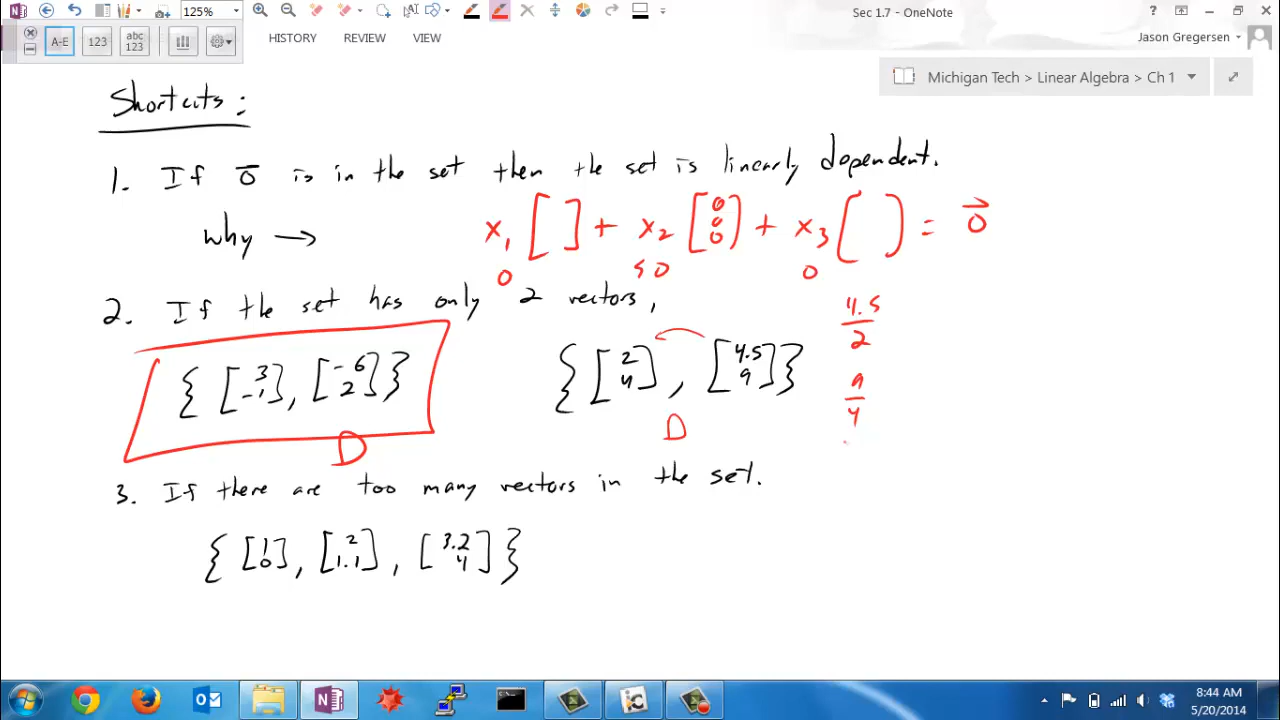 125%
Sec 1.7 - OneNote
A-E
123
abc
123
HISTORY REVIEW VIEW
Jason Gregersen
Michigan Tech > Linear Algebra > Ch 1
Shortcuts:
1. If 0⃗ is in the set then the set is linearly dependent.
why → x₁ [ ] + x₂ [0 0 0] + x₃ [ ] = 0⃗
0 50 0
2. If the set has only 2 vectors,
{ [3 -1], [-6 2] } { [2 4], [4.5 9] } 4.5/2
9/4
D D
3. If there are too many vectors in the set.
{ [1 0], [2 1.1], [3.2 4] }
8:44 AM
5/20/2014